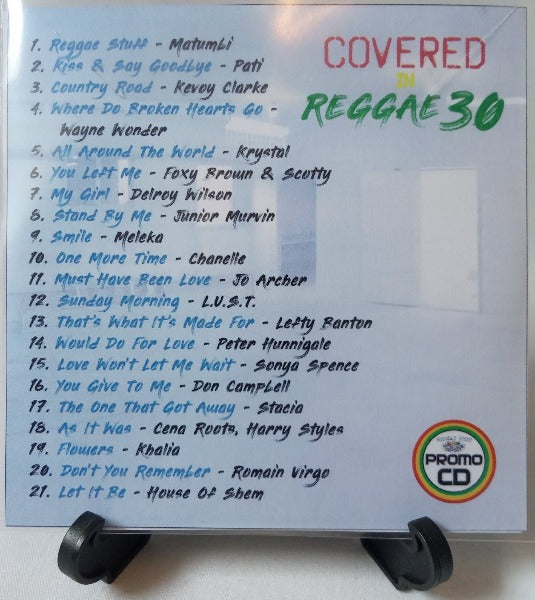 COVERED
IN
REGGAE 30
1. Reggae Stuff - Matumbi
2. Kiss & Say Goodbye - Pati
3. Country Road - Kevoy Clarke
4. Where Do Broken Hearts Go -
Wayne Wonder
5. All Around The World - Krystal
6. You Left Me - Foxy Brown & Scotty
7. My Girl - Delroy Wilson
8. Stand By Me - Junior Murvin
9. Smile - Meleka
10. One More Time - Chanelle
11. Must Have Been Love - Jo Archer
12. Sunday Morning - L.U.S.T.
13. That's What It's Made For - Lefty Banton
14. Would Do For Love - Peter Hunnigale
15. Love Won't Let Me Wait - Sonya Spence
16. You Give To Me - Don Campbell
17. The One That Got Away - Stacia
18. As It Was - Cena Roots, Harry Styles
19. Flowers - Khalia
20. Don't You Remember - Romain Virgo
21. Let It Be - House Of Shem
PROMO
CD